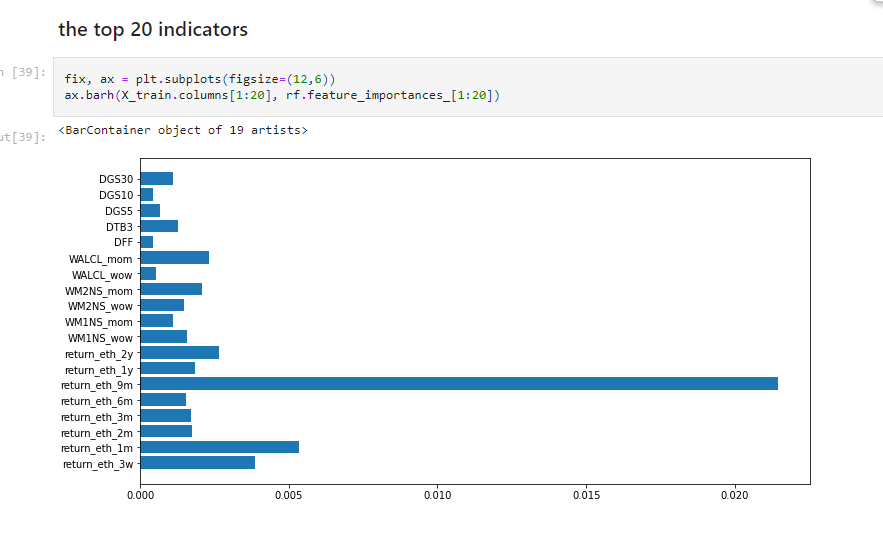 the top 20 indicators
n [39]:
fix, ax = plt.subplots(figsize=(12,6))
ax.barh(X_train.columns[1:20], rf.feature_importances_[1:20])
ut[39]:
<BarContainer object of 19 artists>
DGS30
DGS10
DGS5
DTB3
DFF
WALCL_mom
WALCL_wow
WM2NS_mom
WM2NS_wow
WM1NS_mom
WM1NS_wow
return_eth_2y
return_eth_1y
return_eth_9m
return_eth_6m
return_eth_3m
return_eth_2m
return_eth_1m
return_eth_3w
0.000 0.005 0.010 0.015 0.020